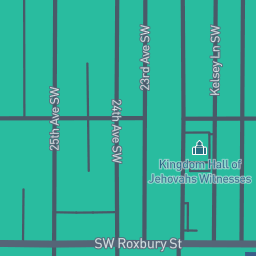 23rd Ave SW
Kelsey Ln SW
25th Ave SW
24th Ave SW
Kingdom Hall of
Jehovahs Witnesses
SW Roxbury St